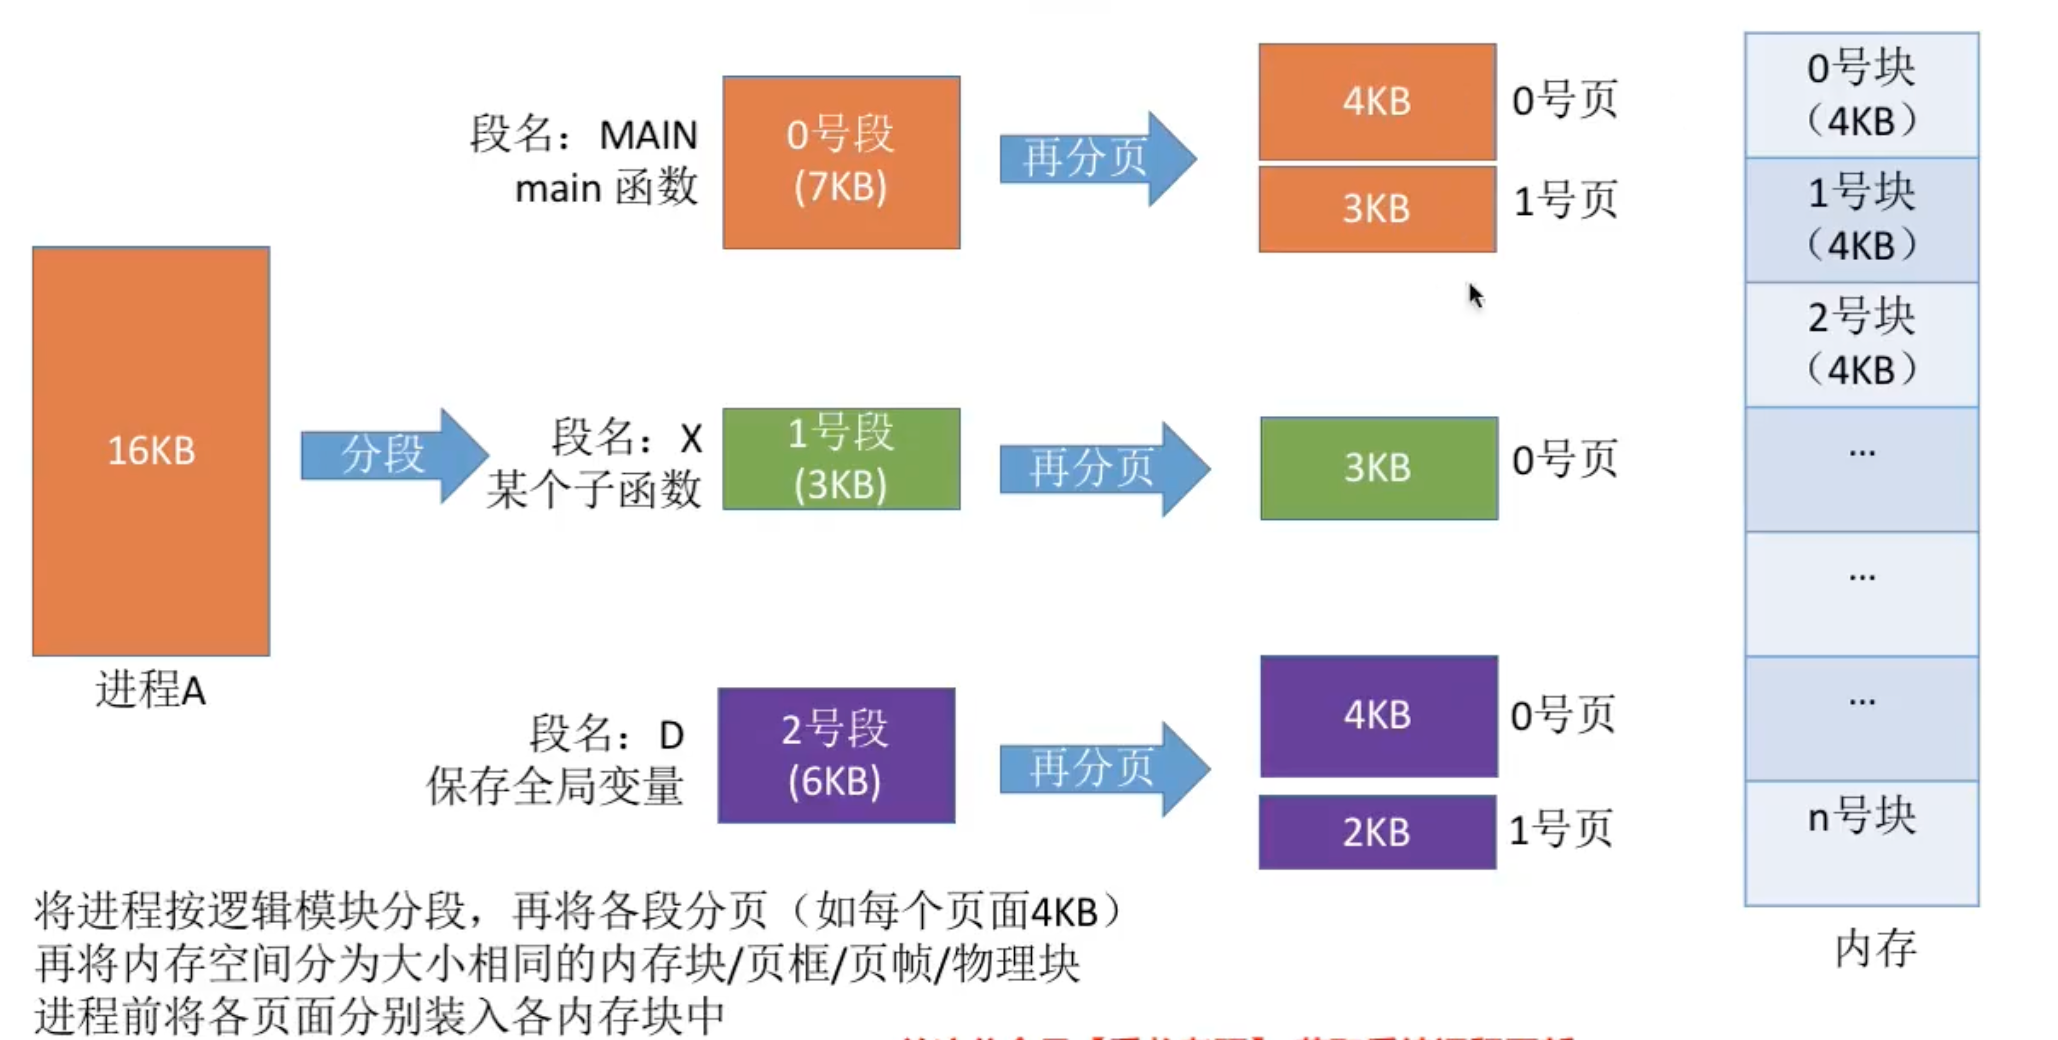 段名：MAIN
main 函数
0号段
(7KB)
再分页
4KB
0号页
3KB
1号页
16KB
进程A
分段
段名：X
某个子函数
1号段
(3KB)
再分页
3KB
0号页
段名：D
保存全局变量
2号段
(6KB)
再分页
4KB
0号页
2KB
1号页
0号块
（4KB）
1号块
（4KB）
2号块
（4KB）
...
...
...
n号块
内存
将进程按逻辑模块分段，再将各段分页（如每个页面4KB）
再将内存空间分为大小相同的内存块/页框/页帧/物理块
进程前将各页面分别装入各内存块中